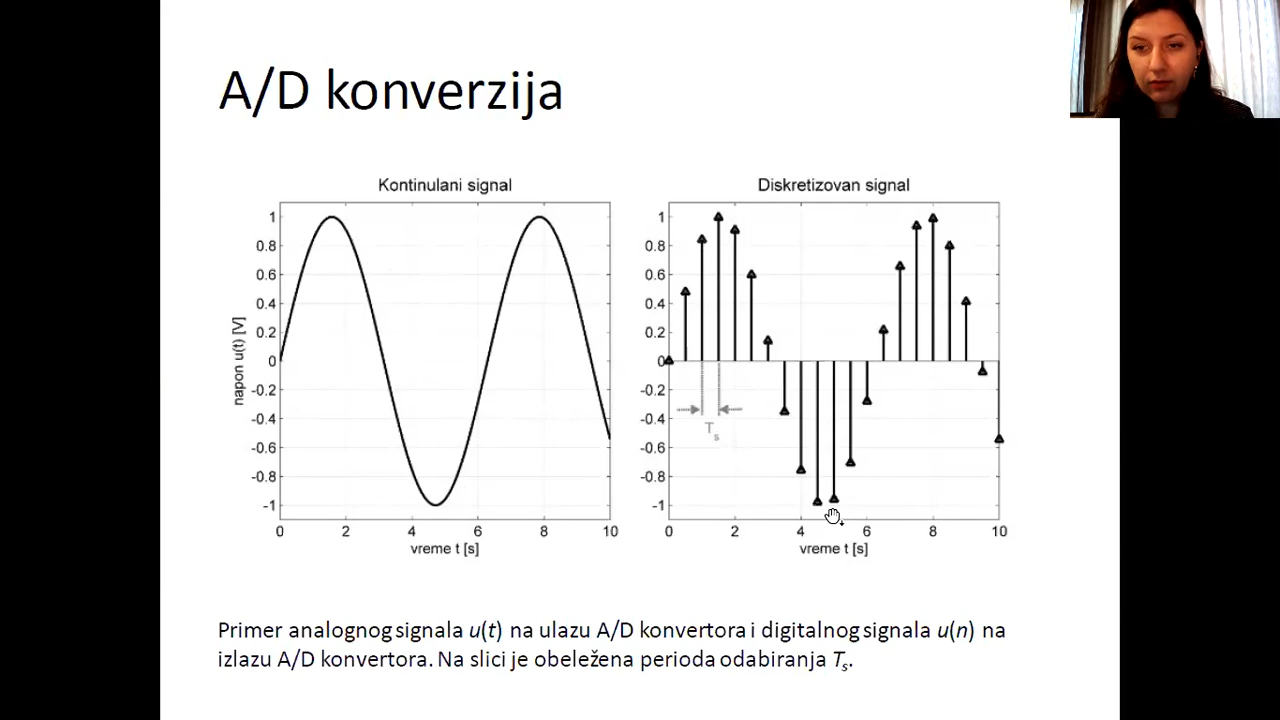 A/D konverzija
Kontinulani signal
napon u(t) [V]
1
0.8
0.6
0.4
0.2
0
-0.2
-0.4
-0.6
-0.8
-1
0 2 4 6 8 10
vreme t [s]
Diskretizovan signal
1
0.8
0.6
0.4
0.2
0
-0.2
-0.4
-0.6
-0.8
-1
Ts
0 2 4 6 8 10
vreme t [s]
Primer analognog signala u(t) na ulazu A/D konvertora i digitalnog signala u(n) na
izlazu A/D konvertora. Na slici je obeležena perioda odabiranja Ts.